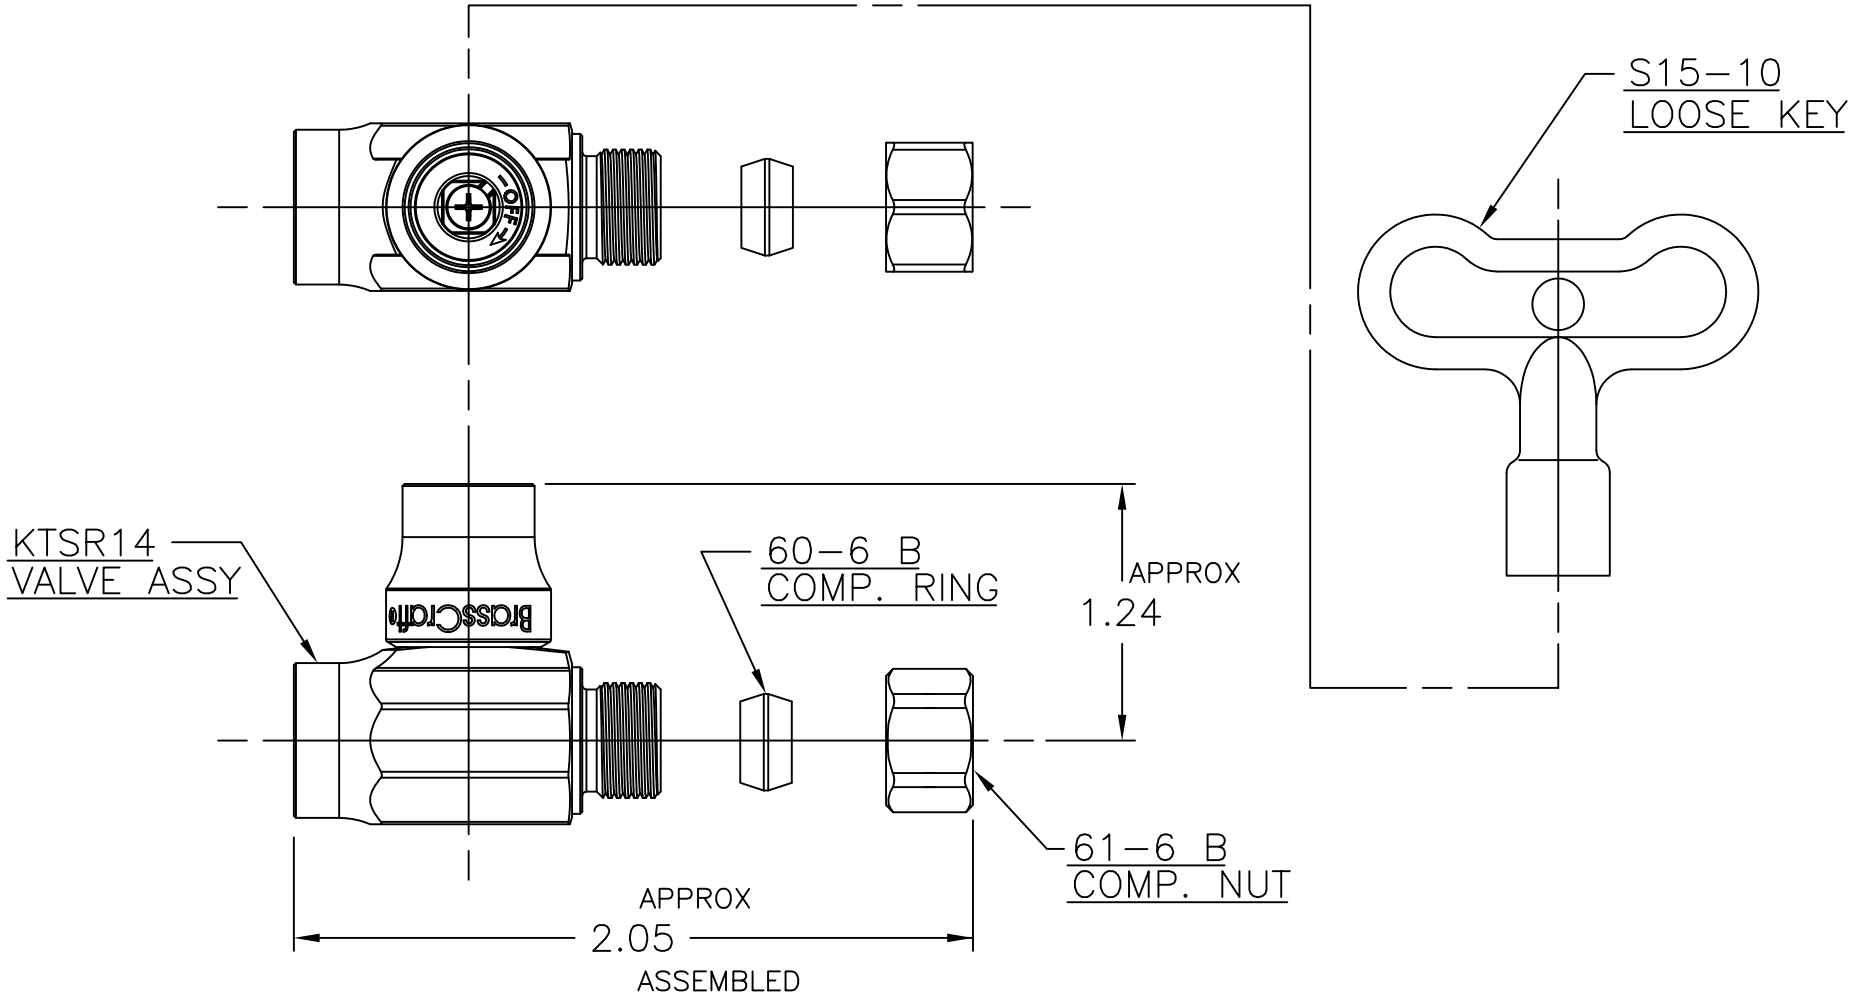 S15-10
LOOSE KEY
-OFF→
KTSR14
VALVE ASSY
60-6 B
COMP. RING
APPROX
1.24
BrassCraft®
61-6 B
COMP. NUT
APPROX
2.05
ASSEMBLED